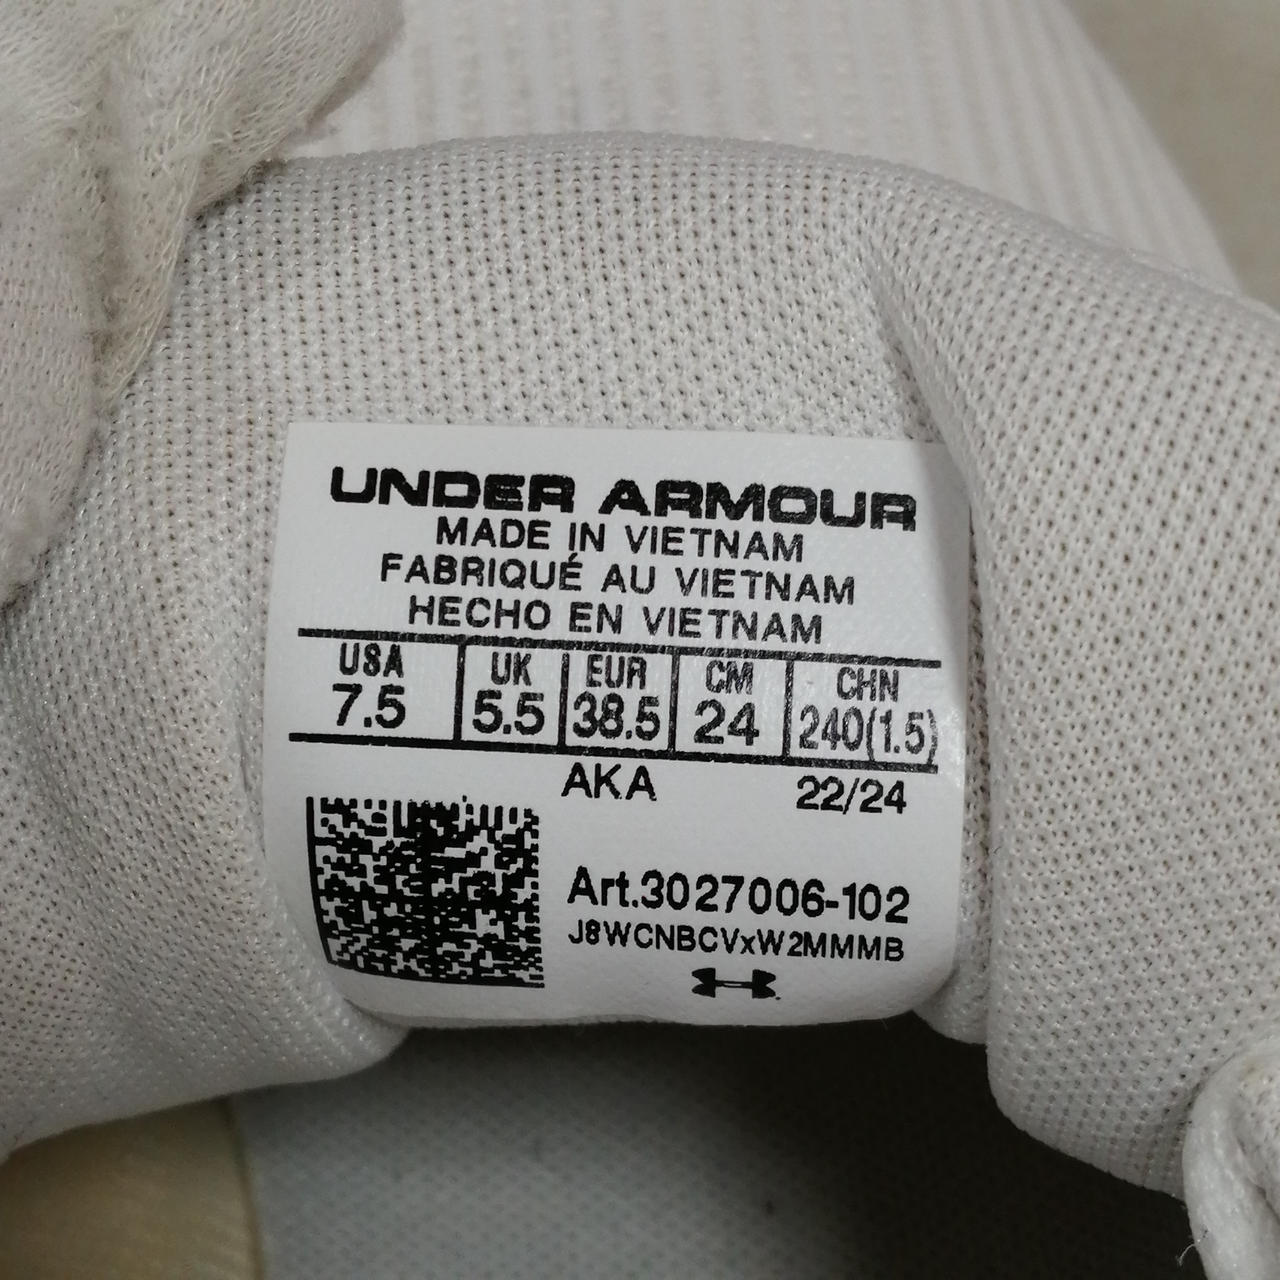 UNDER ARMOUR
MADE IN VIETNAM
FABRIQUÉ AU VIETNAM
HECHO EN VIETNAM
USA UK EUR CM CHN
7.5 5.5 38.5 24 240(1.5)
AKA 22/24
Art.3027006-102
J8WCNBCVxW2MMMB